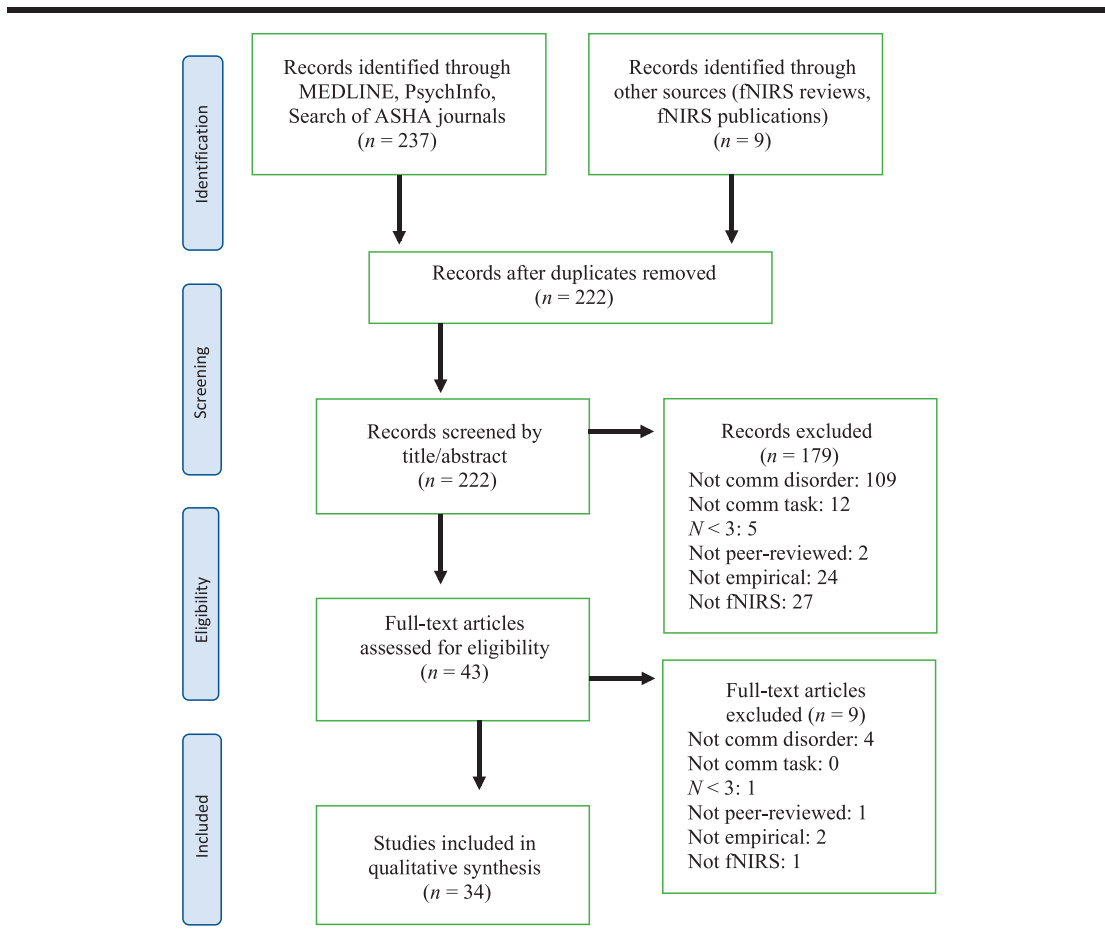 Identification
Records identified through
MEDLINE, PsychInfo,
Search of ASHA journals
(n = 237)
Records identified through
other sources (fNIRS reviews,
fNIRS publications)
(n = 9)
Records after duplicates removed
(n = 222)
Screening
Records screened by
title/abstract
(n = 222)
Records excluded
(n = 179)
Not comm disorder: 109
Not comm task: 12
N < 3: 5
Not peer-reviewed: 2
Not empirical: 24
Not fNIRS: 27
Eligibility
Full-text articles
assessed for eligibility
(n = 43)
Full-text articles
excluded (n = 9)
Not comm disorder: 4
Not comm task: 0
N < 3: 1
Not peer-reviewed: 1
Not empirical: 2
Not fNIRS: 1
Included
Studies included in
qualitative synthesis
(n = 34)